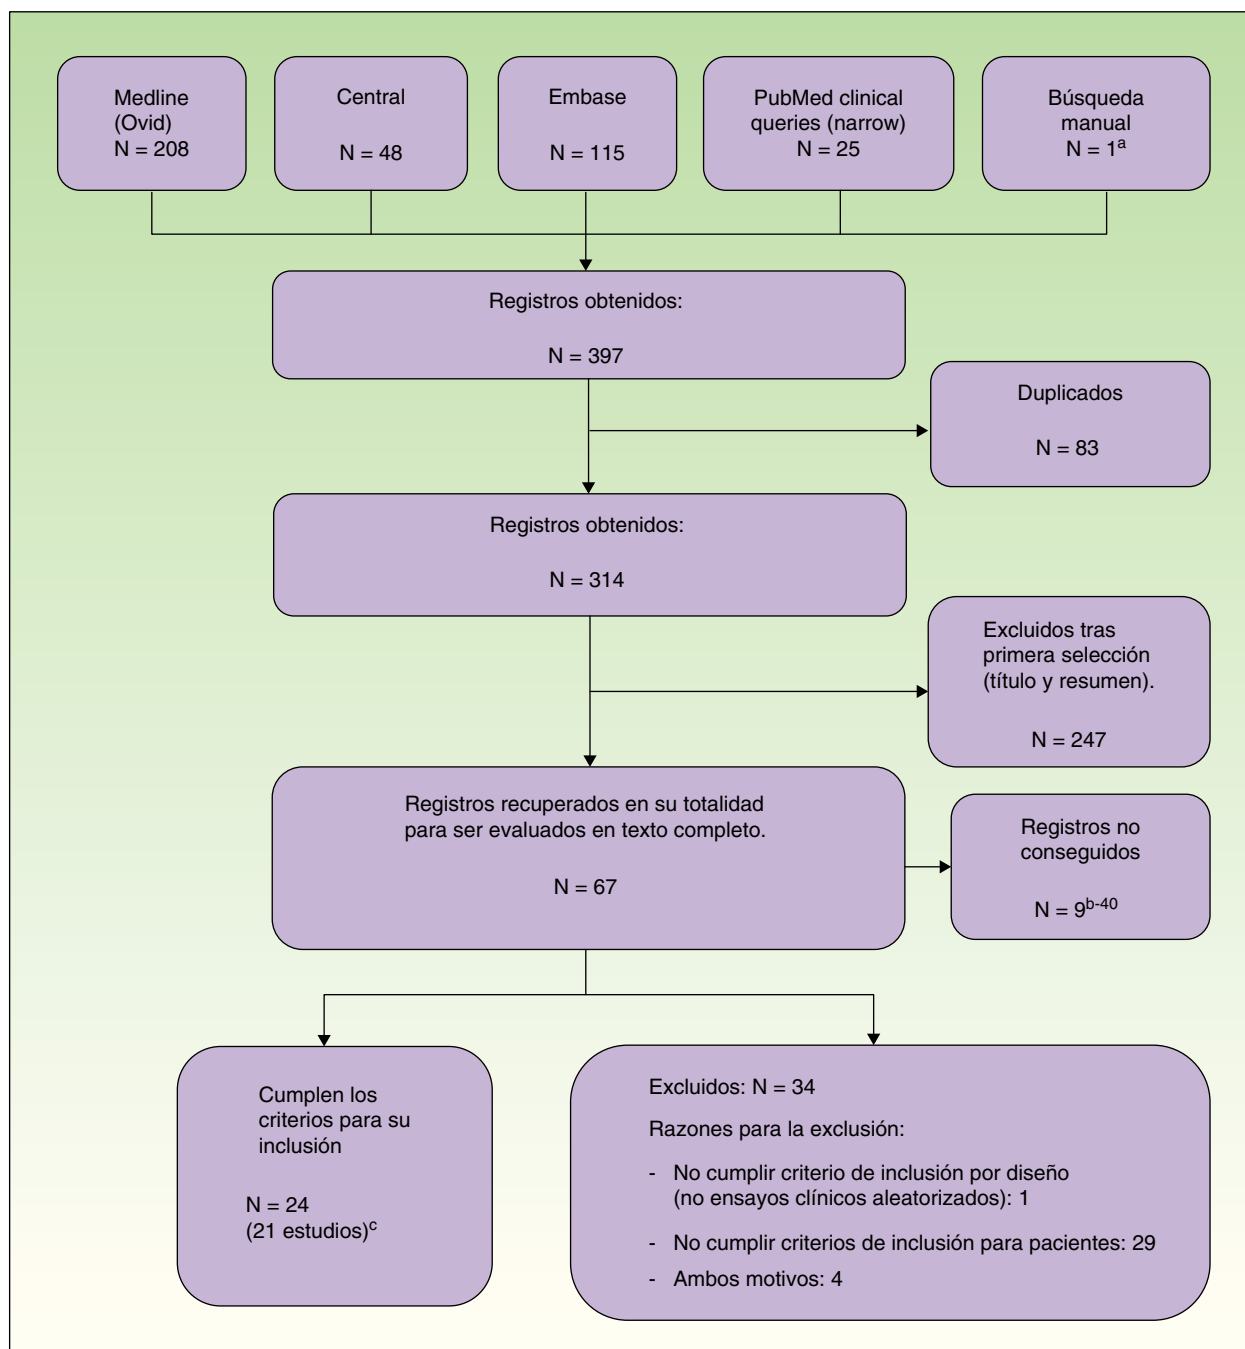 Medline
(Ovid)
N = 208
Central
N = 48
Embase
N = 115
PubMed clinical
queries (narrow)
N = 25
Búsqueda
manual
N = 1a
Registros obtenidos:
N = 397
Duplicados
N = 83
Registros obtenidos:
N = 314
Excluidos tras
primera selección
(título y resumen).
N = 247
Registros recuperados en su totalidad
para ser evaluados en texto completo.
N = 67
Registros no
conseguidos
N = 9b-40
Cumplen los
criterios para su
inclusión
N = 24
(21 estudios)c
Excluidos: N = 34
Razones para la exclusión:
- No cumplir criterio de inclusión por diseño
(no ensayos clínicos aleatorizados): 1
- No cumplir criterios de inclusión para pacientes: 29
- Ambos motivos: 4